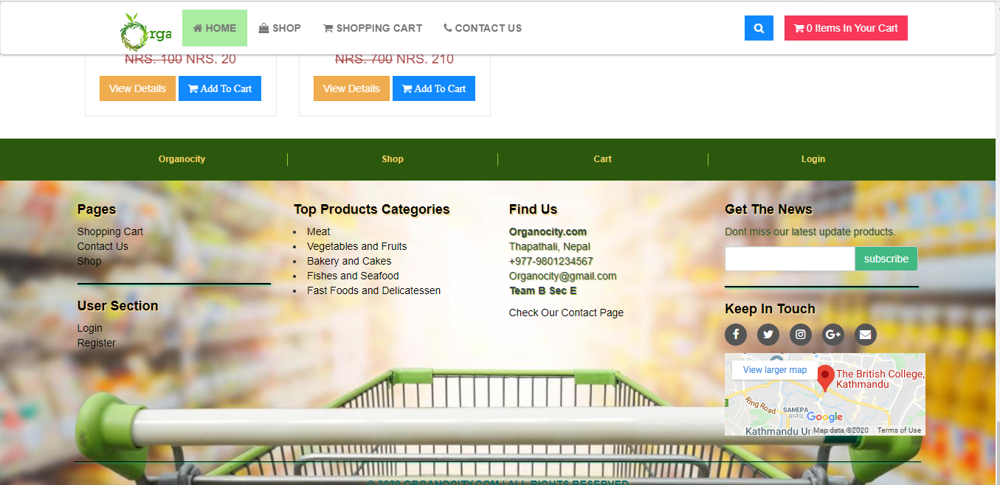 rga
HOME
SHOP
SHOPPING CART
CONTACT US
0 Items In Your Cart
NRS. 100 NRS. 20
NRS. 700 NRS. 210
View Details
Add To Cart
View Details
Add To Cart
Organocity
Shop
Cart
Login
Pages
Shopping Cart
Contact Us
Shop
User Section
Login
Register
Top Products Categories
Meat
Vegetables and Fruits
Bakery and Cakes
Fishes and Seafood
Fast Foods and Delicatessen
Find Us
Organocity.com
Thapathali, Nepal
+977-9801234567
Organocity@gmail.com
Team B Sec E
Check Our Contact Page
Get The News
Dont miss our latest update products.
subscribe
Keep In Touch
f
G+
View larger map
The British College,
Kathmandu
Ring Road
SANEPA
सानेपा
Google
Kathmandu Un
Map data ©2020
Terms of Use
© 2020 ORGANOCITY.COM | ALL RIGHTS RESERVED